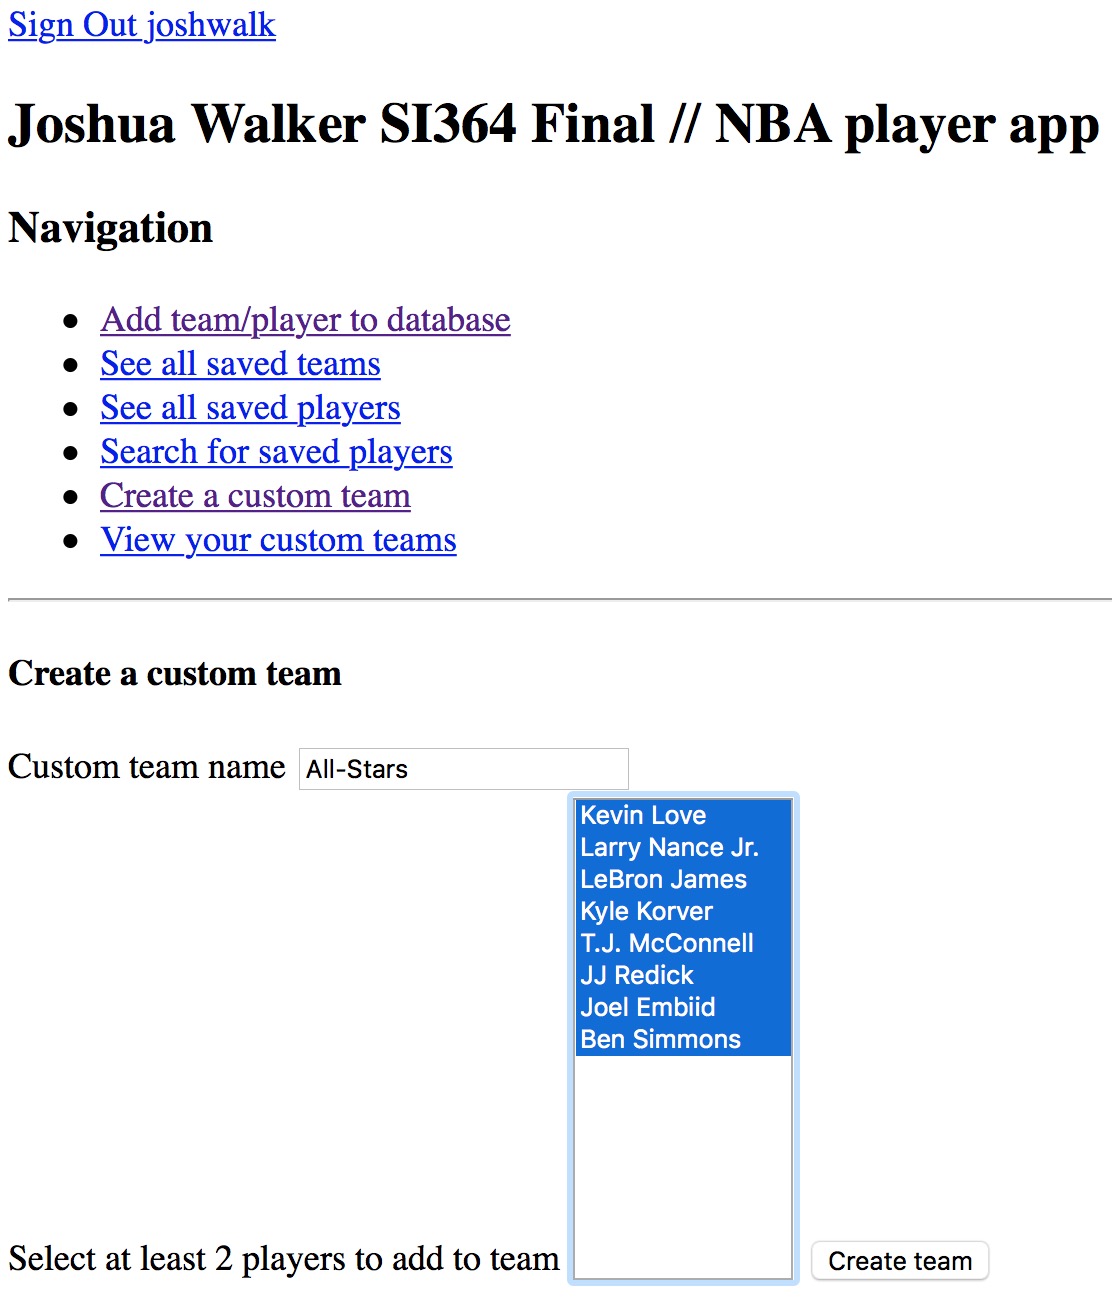 Sign Out joshwalk
Joshua Walker SI364 Final // NBA player app
Navigation
Add team/player to database
See all saved teams
See all saved players
Search for saved players
Create a custom team
View your custom teams
Create a custom team
Custom team name All-Stars
Kevin Love
Larry Nance Jr.
LeBron James
Kyle Korver
T.J. McConnell
JJ Redick
Joel Embiid
Ben Simmons
Select at least 2 players to add to team Create team